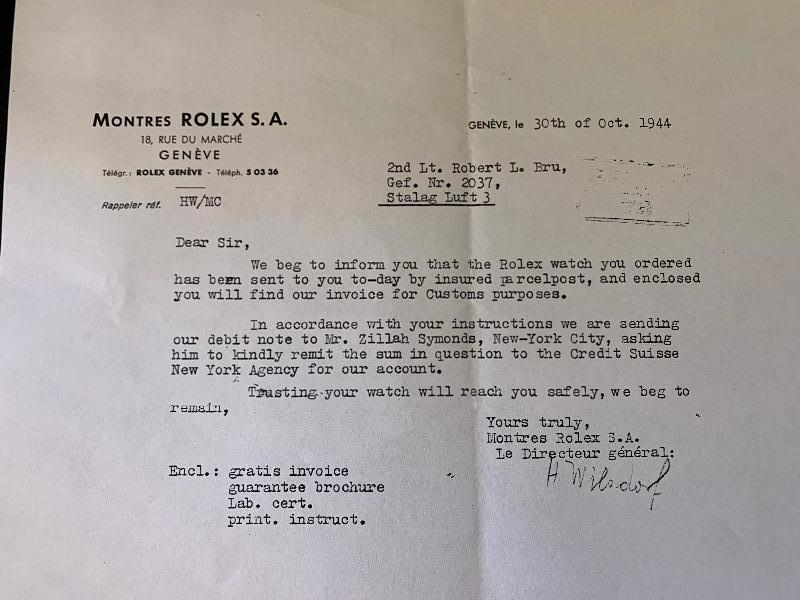 MONTRES ROLEX S.A.
18, RUE DU MARCHÉ
GENÈVE
Télégr.: ROLEX GENÈVE - Téléph. 5 03 36
Rappeler réf. HW/MC
GENÈVE, le 30th of Oct. 1944
2nd Lt. Robert L. Bru,
Gef. Nr. 2037,
Stalag Luft 3
Dear Sir,
We beg to inform you that the Rolex watch you ordered
has been sent to you to-day by insured parcelpost, and enclosed
you will find our invoice for Customs purposes.
In accordance with your instructions we are sending
our debit note to Mr. Zillah Symonds, New-York City, asking
him to kindly remit the sum in question to the Credit Suisse
New York Agency for our account.
Trusting your watch will reach you safely, we beg to
remain,
Yours truly,
Montres Rolex S.A.
Le Directeur général:
H Wilsdorf
Encl.: gratis invoice
guarantee brochure
Lab. cert.
print. instruct.